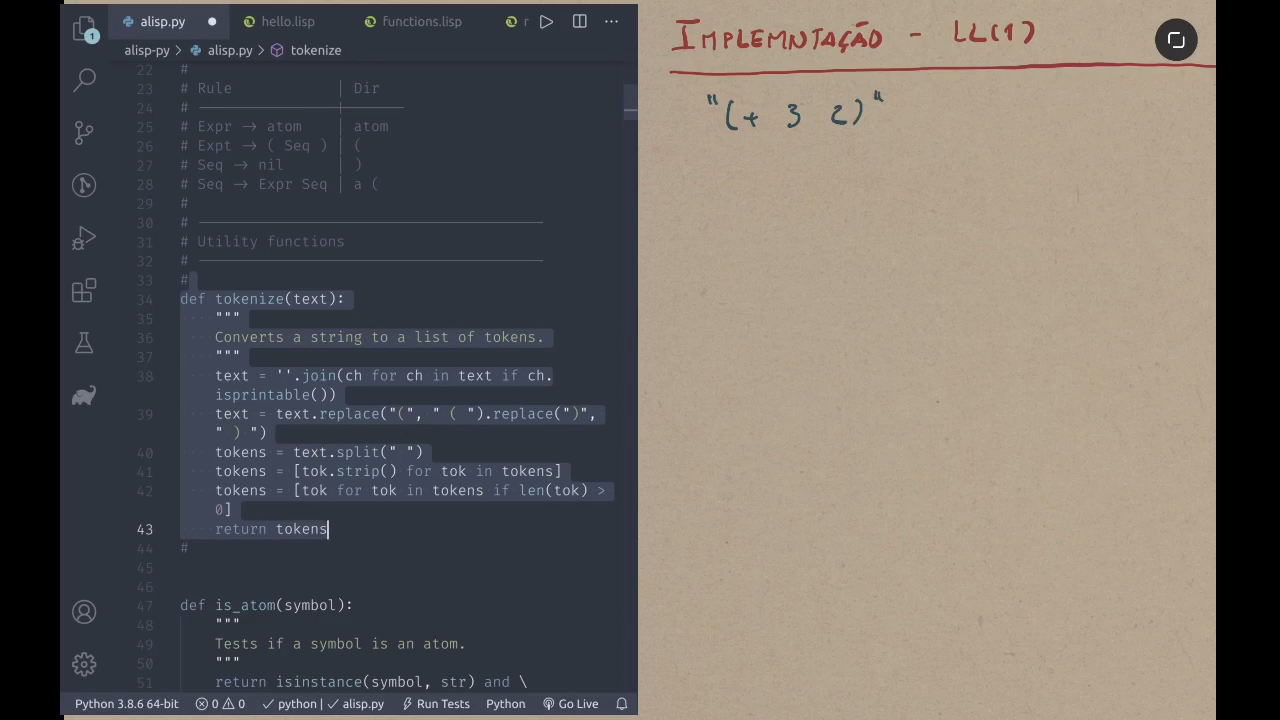 alisp.py
hello.lisp
functions.lisp
r
alisp-py > alisp.py > tokenize
22 #
23 # Rule | Dir
24 # ────────────────┼───────
25 # Expr → atom | atom
26 # Expt → ( Seq ) | (
27 # Seq → nil | )
28 # Seq → Expr Seq | a (
29 #
30 # ────────────────────────────────────────
31 # Utility functions
32 # ────────────────────────────────────────
33 #
34 def tokenize(text):
35 """
36 Converts a string to a list of tokens.
37 """
38 text = ''.join(ch for ch in text if ch.
isprintable())
39 text = text.replace("(", " ( ").replace(")",
" ) ")
40 tokens = text.split(" ")
41 tokens = [tok.strip() for tok in tokens]
42 tokens = [tok for tok in tokens if len(tok) >
0]
43 return tokens
44 #
45
46
47 def is_atom(symbol):
48 """
49 Tests if a symbol is an atom.
50 """
51 return isinstance(symbol, str) and \
1
Python 3.8.6 64-bit 0 0 python | alisp.py Run Tests Python Go Live
IMPLEMNTAÇÃO - LL(1)
"(+ 3 2)"